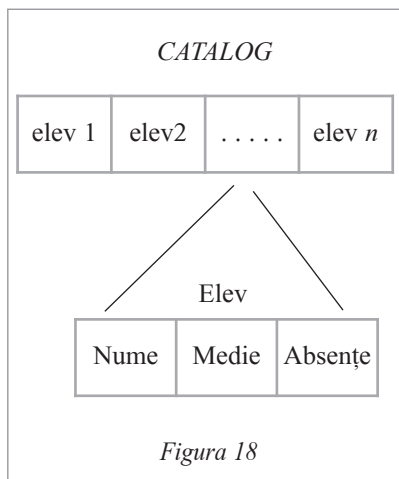 CATALOG
elev 1 elev2 ..... elev n
Elev
Nume Medie Absențe
Figura 18